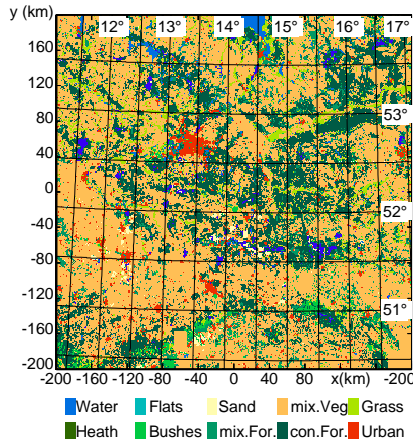 y (km)
12° 13° 14° 15° 16° 17°
160
120
80
53°
40
0
52°
-40
-80
-120
51°
-160
-200
-200 -160 -120 -80 -40 0 40 80 x(km) -200
Water Flats Sand mix.Veg Grass
Heath Bushes mix.For. con.For. Urban